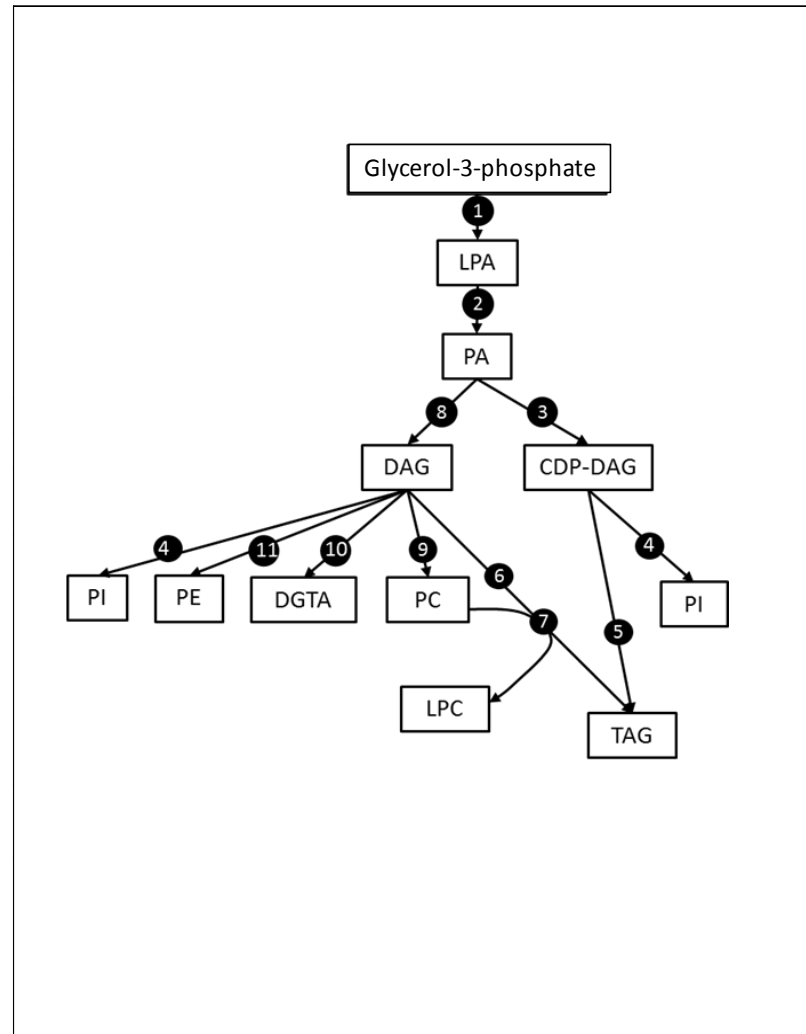 Glycerol-3-phosphate
1
LPA
2
PA
8
3
DAG
CDP-DAG
4
11
10
9
6
4
PI
PE
DGTA
PC
PI
7
5
LPC
TAG